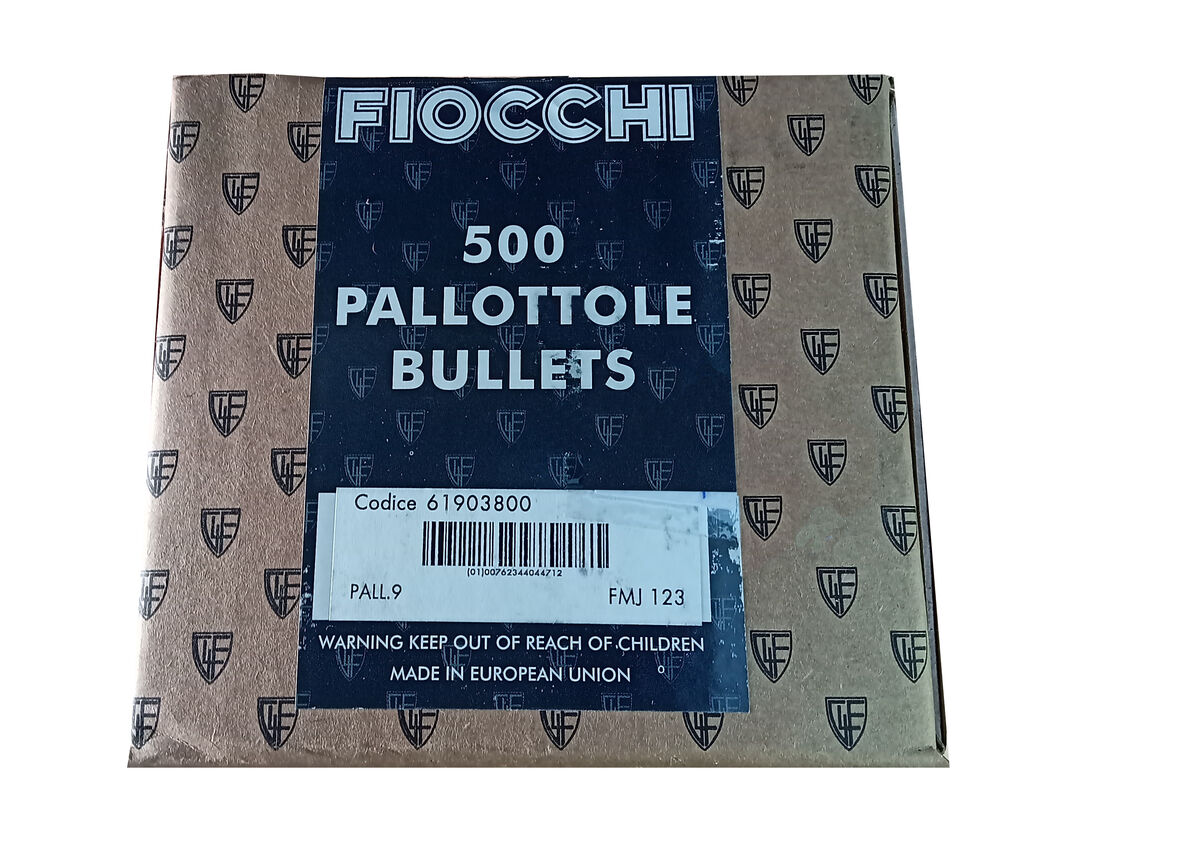 FIOCCHI
500
PALLOTTOLE
BULLETS
Codice 61903800
(01)00762344044712
PALL.9
FMJ 123
WARNING KEEP OUT OF REACH OF CHILDREN
MADE IN EUROPEAN UNION